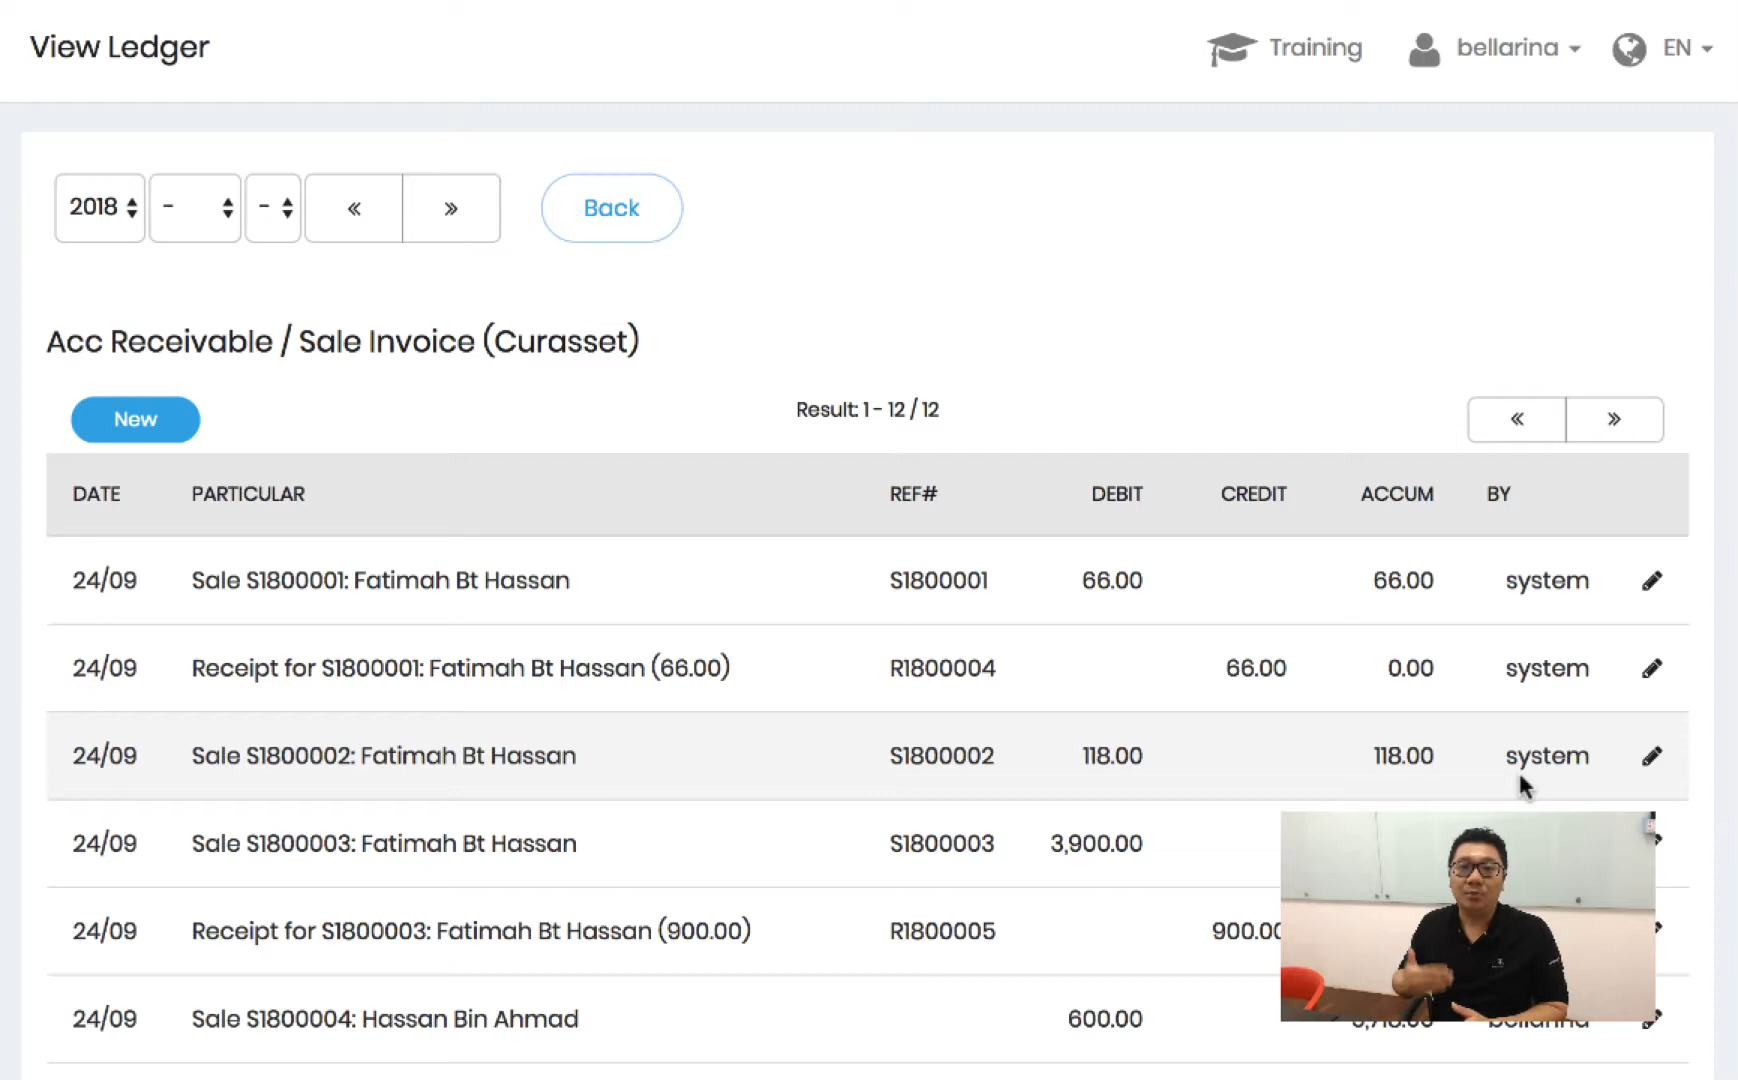 View Ledger
Training
bellarina
EN
2018
-
-
«
»
Back
Acc Receivable / Sale Invoice (Curasset)
New
Result: 1 - 12 / 12
«
»
DATE PARTICULAR REF# DEBIT CREDIT ACCUM BY
24/09 Sale S1800001: Fatimah Bt Hassan S1800001 66.00 66.00 system
24/09 Receipt for S1800001: Fatimah Bt Hassan (66.00) R1800004 66.00 0.00 system
24/09 Sale S1800002: Fatimah Bt Hassan S1800002 118.00 118.00 system
24/09 Sale S1800003: Fatimah Bt Hassan S1800003 3,900.00
24/09 Receipt for S1800003: Fatimah Bt Hassan (900.00) R1800005 900.00
24/09 Sale S1800004: Hassan Bin Ahmad 600.00 bellarina